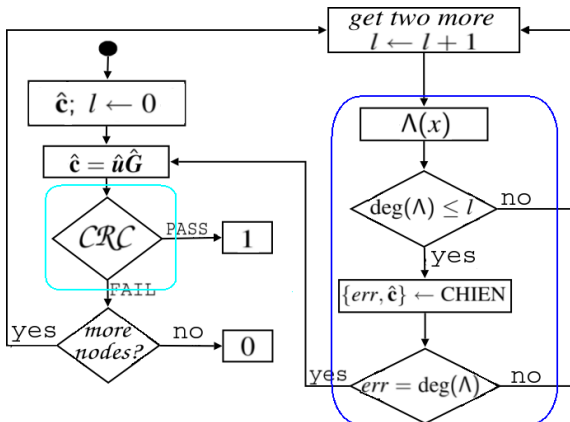 get two more
l ← l + 1
ĉ; l ← 0
Λ(x)
ĉ = ûĜ
deg(Λ) ≤ l
no
CRC
PASS
1
yes
FAIL
{err, ĉ} ← CHIEN
yes
more
nodes?
no
0
yes
err = deg(Λ)
no